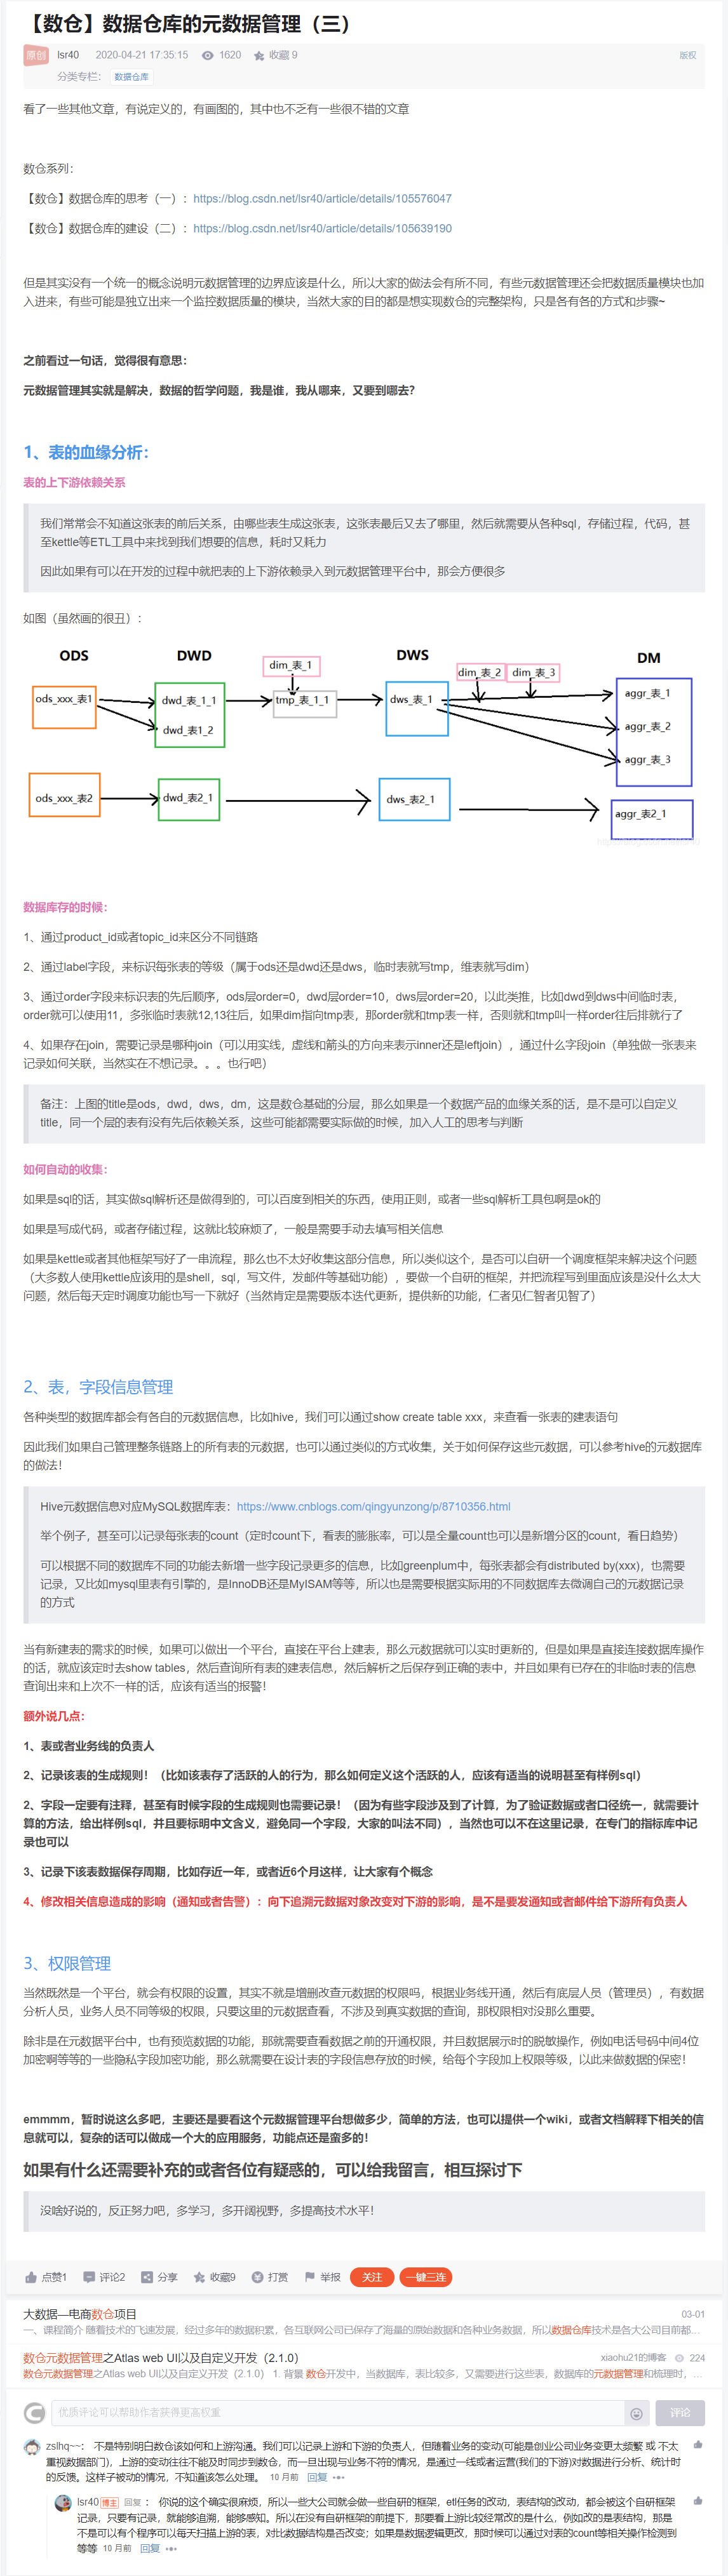 【数仓】数据仓库的元数据管理（三）
原创 lsr40 2020-04-21 17:35:15 1620 收藏 9 版权
分类专栏： 数据仓库
看了一些其他文章，有说定义的，有画图的，其中也不乏有一些很不错的文章
数仓系列：
【数仓】数据仓库的思考（一）：https://blog.csdn.net/lsr40/article/details/105576047
【数仓】数据仓库的建设（二）：https://blog.csdn.net/lsr40/article/details/105639190
但是其实没有一个统一的概念说明元数据管理的边界应该是什么，所以大家的做法会有所不同，有些元数据管理还会把数据质量模块也加
入进来，有些可能是独立出来一个监控数据质量的模块，当然大家的目的都是想实现数仓的完整架构，只是各有各的方式和步骤~
之前看过一句话，觉得很有意思：
元数据管理其实就是解决，数据的哲学问题，我是谁，我从哪来，又要到哪去?
1、表的血缘分析：
表的上下游依赖关系
我们常常会不知道这张表的前后关系，由哪些表生成这张表，这张表最后又去了哪里，然后就需要从各种sql，存储过程，代码，甚
至kettle等ETL工具中来找到我们想要的信息，耗时又耗力
因此如果有可以在开发的过程中就把表的上下游依赖录入到元数据管理平台中，那会方便很多
如图（虽然画的很丑）：
ODS DWD DWS DM
dim_表_1 dim_表_2 dim_表_3
ods_xxx_表1 dwd_表_1_1 tmp_表_1_1 dws_表_1 aggr_表_1
dwd_表1_2 aggr_表_2
aggr_表_3
ods_xxx_表2 dwd_表2_1 dws_表2_1 aggr_表2_1
数据库存的时候：
1、通过product_id或者topic_id来区分不同链路
2、通过label字段，来标识每张表的等级（属于ods还是dwd还是dws，临时表就写tmp，维表就写dim）
3、通过order字段来标识表的先后顺序，ods层order=0，dwd层order=10，dws层order=20，以此类推，比如dwd到dws中间临时表，
order就可以使用11，多张临时表就12,13往后，如果dim指向tmp表，那order就和tmp表一样，否则就和tmp叫一样order往后排就行了
4、如果存在join，需要记录是哪种join（可以用实线，虚线和箭头的方向来表示inner还是leftjoin），通过什么字段join（单独做一张表来
记录如何关联，当然实在不想记录。。。也行吧）
备注：上图的title是ods，dwd，dws，dm，这是数仓基础的分层，那么如果是一个数据产品的血缘关系的话，是不是可以自定义
title，同一个层的表有没有先后依赖关系，这些可能都需要实际做的时候，加入人工的思考与判断
如何自动的收集：
如果是sql的话，其实做sql解析还是做得到的，可以百度到相关的东西，使用正则，或者一些sql解析工具包啊是ok的
如果是写成代码，或者存储过程，这就比较麻烦了，一般是需要手动去填写相关信息
如果是kettle或者其他框架写好了一串流程，那么也不太好收集这部分信息，所以类似这个，是否可以自研一个调度框架来解决这个问题
（大多数人使用kettle应该用的是shell，sql，写文件，发邮件等基础功能），要做一个自研的框架，并把流程写到里面应该是没什么太大
问题，然后每天定时调度功能也写一下就好（当然肯定是需要版本迭代更新，提供新的功能，仁者见仁智者见智了）
2、表，字段信息管理
各种类型的数据库都会有各自的元数据信息，比如hive，我们可以通过show create table xxx，来查看一张表的建表语句
因此我们如果自己管理整条链路上的所有表的元数据，也可以通过类似的方式收集，关于如何保存这些元数据，可以参考hive的元数据库
的做法！
Hive元数据信息对应MySQL数据库表：https://www.cnblogs.com/qingyunzong/p/8710356.html
举个例子，甚至可以记录每张表的count（定时count下，看表的膨胀率，可以是全量count也可以是新增分区的count，看日趋势）
可以根据不同的数据库不同的功能去新增一些字段记录更多的信息，比如greenplum中，每张表都会有distributed by(xxx)，也需要
记录，又比如mysql里表有引擎的，是InnoDB还是MyISAM等等，所以也是需要根据实际用的不同数据库去微调自己的元数据记录
的方式
当有新建表的需求的时候，如果可以做出一个平台，直接在平台上建表，那么元数据就可以实时更新的，但是如果是直接连接数据库操作
的话，就应该定时去show tables，然后查询所有表的建表信息，然后解析之后保存到正确的表中，并且如果有已存在的非临时表的信息
查询出来和上次不一样的话，应该有适当的报警！
额外说几点：
1、表或者业务线的负责人
2、记录该表的生成规则！（比如该表存了活跃的人的行为，那么如何定义这个活跃的人，应该有适当的说明甚至有样例sql）
2、字段一定要有注释，甚至有时候字段的生成规则也需要记录！（因为有些字段涉及到了计算，为了验证数据或者口径统一，就需要计
算的方法，给出样例sql，并且要标明中文含义，避免同一个字段，大家的叫法不同），当然也可以不在这里记录，在专门的指标库中记
录也可以
3、记录下该表数据保存周期，比如存近一年，或者近6个月这样，让大家有个概念
4、修改相关信息造成的影响（通知或者告警）：向下追溯元数据对象改变对下游的影响，是不是要发通知或者邮件给下游所有负责人
3、权限管理
当然既然是一个平台，就会有权限的设置，其实不就是增删改查元数据的权限吗，根据业务线开通，然后有底层人员（管理员），有数据
分析人员，业务人员不同等级的权限，只要这里的元数据查看，不涉及到真实数据的查询，那权限相对没那么重要。
除非是在元数据平台中，也有预览数据的功能，那就需要查看数据之前的开通权限，并且数据展示时的脱敏操作，例如电话号码中间4位
加密啊等等的一些隐私字段加密功能，那么就需要在设计表的字段信息存放的时候，给每个字段加上权限等级，以此来做数据的保密！
emmmm，暂时说这么多吧，主要还是要看这个元数据管理平台想做多少，简单的方法，也可以提供一个wiki，或者文档解释下相关的信
息就可以，复杂的话可以做成一个大的应用服务，功能点还是蛮多的！
如果有什么还需要补充的或者各位有疑惑的，可以给我留言，相互探讨下
没啥好说的，反正努力吧，多学习，多开阔视野，多提高技术水平！
点赞1 评论2 分享 收藏9 打赏 举报 关注 一键三连
大数据—电商数仓项目 03-01
一、课程简介 随着技术的飞速发展，经过多年的数据积累，各互联网公司已保存了海量的原始数据和各种业务数据，所以数据仓库技术是各大公司目前都...
数仓元数据管理之Atlas web UI以及自定义开发（2.1.0） xiaohu21的博客 224
数仓元数据管理之Atlas web UI以及自定义开发（2.1.0） 1. 背景 数仓开发中，当数据库，表比较多，又需要进行这些表，数据库的元数据管理和梳理时，...
优质评论可以帮助作者获得更高权重 评论
zslhq~~： 不是特别明白数仓该如何和上游沟通。我们可以记录上游和下游的负责人，但随着业务的变动(可能是创业公司业务变更太频繁 或 不太
重视数据部门)，上游的变动往往不能及时同步到数仓，而一旦出现与业务不符的情况，是通过一线或者运营(我们的下游)对数据进行分析、统计时
的反馈。这样子被动的情况，不知道该怎么处理。 10 月前 回复
lsr40 博主 回复： 你说的这个确实很麻烦，所以一些大公司就会做一些自研的框架，etl任务的改动，表结构的改动，都会被这个自研框架
记录，只要有记录，就能够追溯，能够感知。所以在没有自研框架的前提下，那要看上游比较经常改的是什么，例如改的是表结构，那是
不是可以有个程序可以每天扫描上游的表，对比数据结构是否改变；如果是数据逻辑更改，那时候可以通过对表的count等相关操作检测到
等等 10 月前 回复